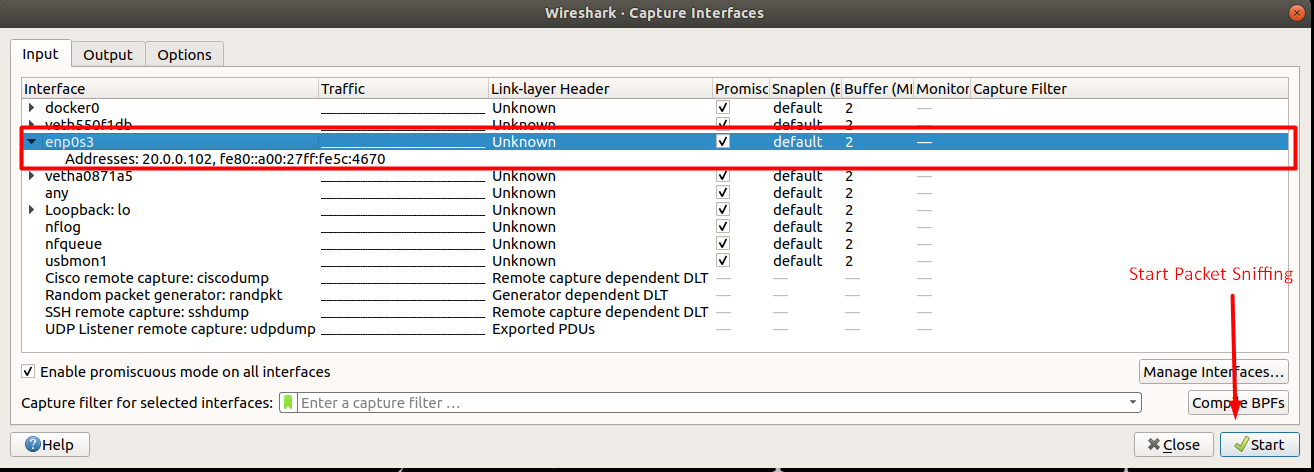 Wireshark · Capture Interfaces
Input Output Options
Interface Traffic Link-layer Header Promisc Snaplen (E Buffer (MI Monitor Capture Filter
docker0 Unknown default 2 —
veth550f1db Unknown default 2 —
enp0s3 Unknown default 2 —
Addresses: 20.0.0.102, fe80::a00:27ff:fe5c:4670
vetha0871a5 Unknown default 2 —
any Unknown default 2 —
Loopback: lo Unknown default 2 —
nflog Unknown default 2 —
nfqueue Unknown default 2 —
usbmon1 Unknown default 2 —
Cisco remote capture: ciscodump Remote capture dependent DLT — — — —
Random packet generator: randpkt Generator dependent DLT — — — —
SSH remote capture: sshdump Remote capture dependent DLT — — — —
UDP Listener remote capture: udpdump Exported PDUs — — — —
Start Packet Sniffing
Enable promiscuous mode on all interfaces Manage Interfaces…
Capture filter for selected interfaces: Enter a capture filter … Compile BPFs
Help Close Start